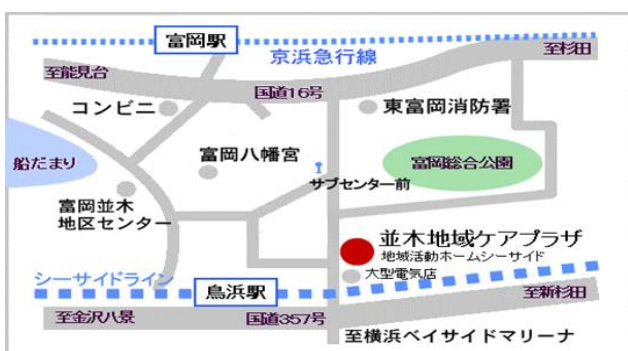 富岡駅
京浜急行線
至杉田
至能見台
国道16号
コンビニ
東富岡消防署
船だまり
富岡八幡宮
富岡総合公園
サブセンター前
富岡並木
地区センター
並木地域ケアプラザ
地域活動ホームシーサイド
大型電気店
シーサイドライン
鳥浜駅
至新杉田
至金沢八景
国道357号
至横浜ベイサイドマリーナ